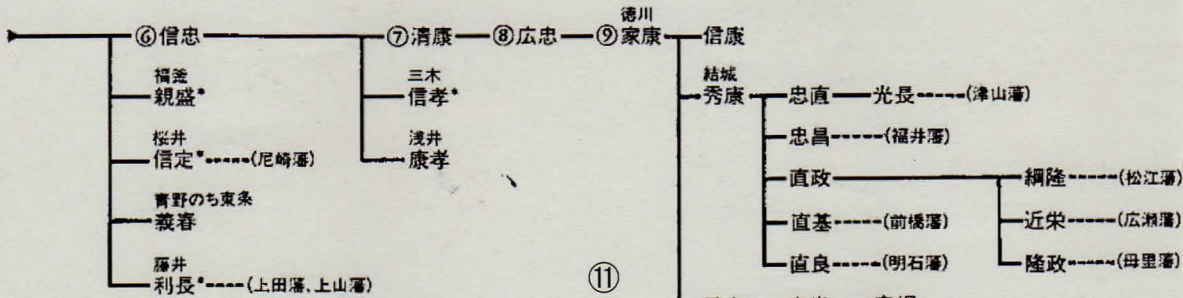 ⑥信忠 ⑦清康 ⑧広忠 ⑨家康 信康
徳川
福釜
親盛*
三木
信孝*
結城
秀康 忠直 光長 (津山藩)
桜井
信定* (尼崎藩)
浅井
康孝
忠昌 (福井藩)
直政 綱隆 (松江藩)
青野のち東条
義春
直基 (前橋藩) 近栄 (広瀬藩)
藤井
利長* (上田藩、上山藩)
直良 (明石藩) 隆政 (母里藩)
⑪